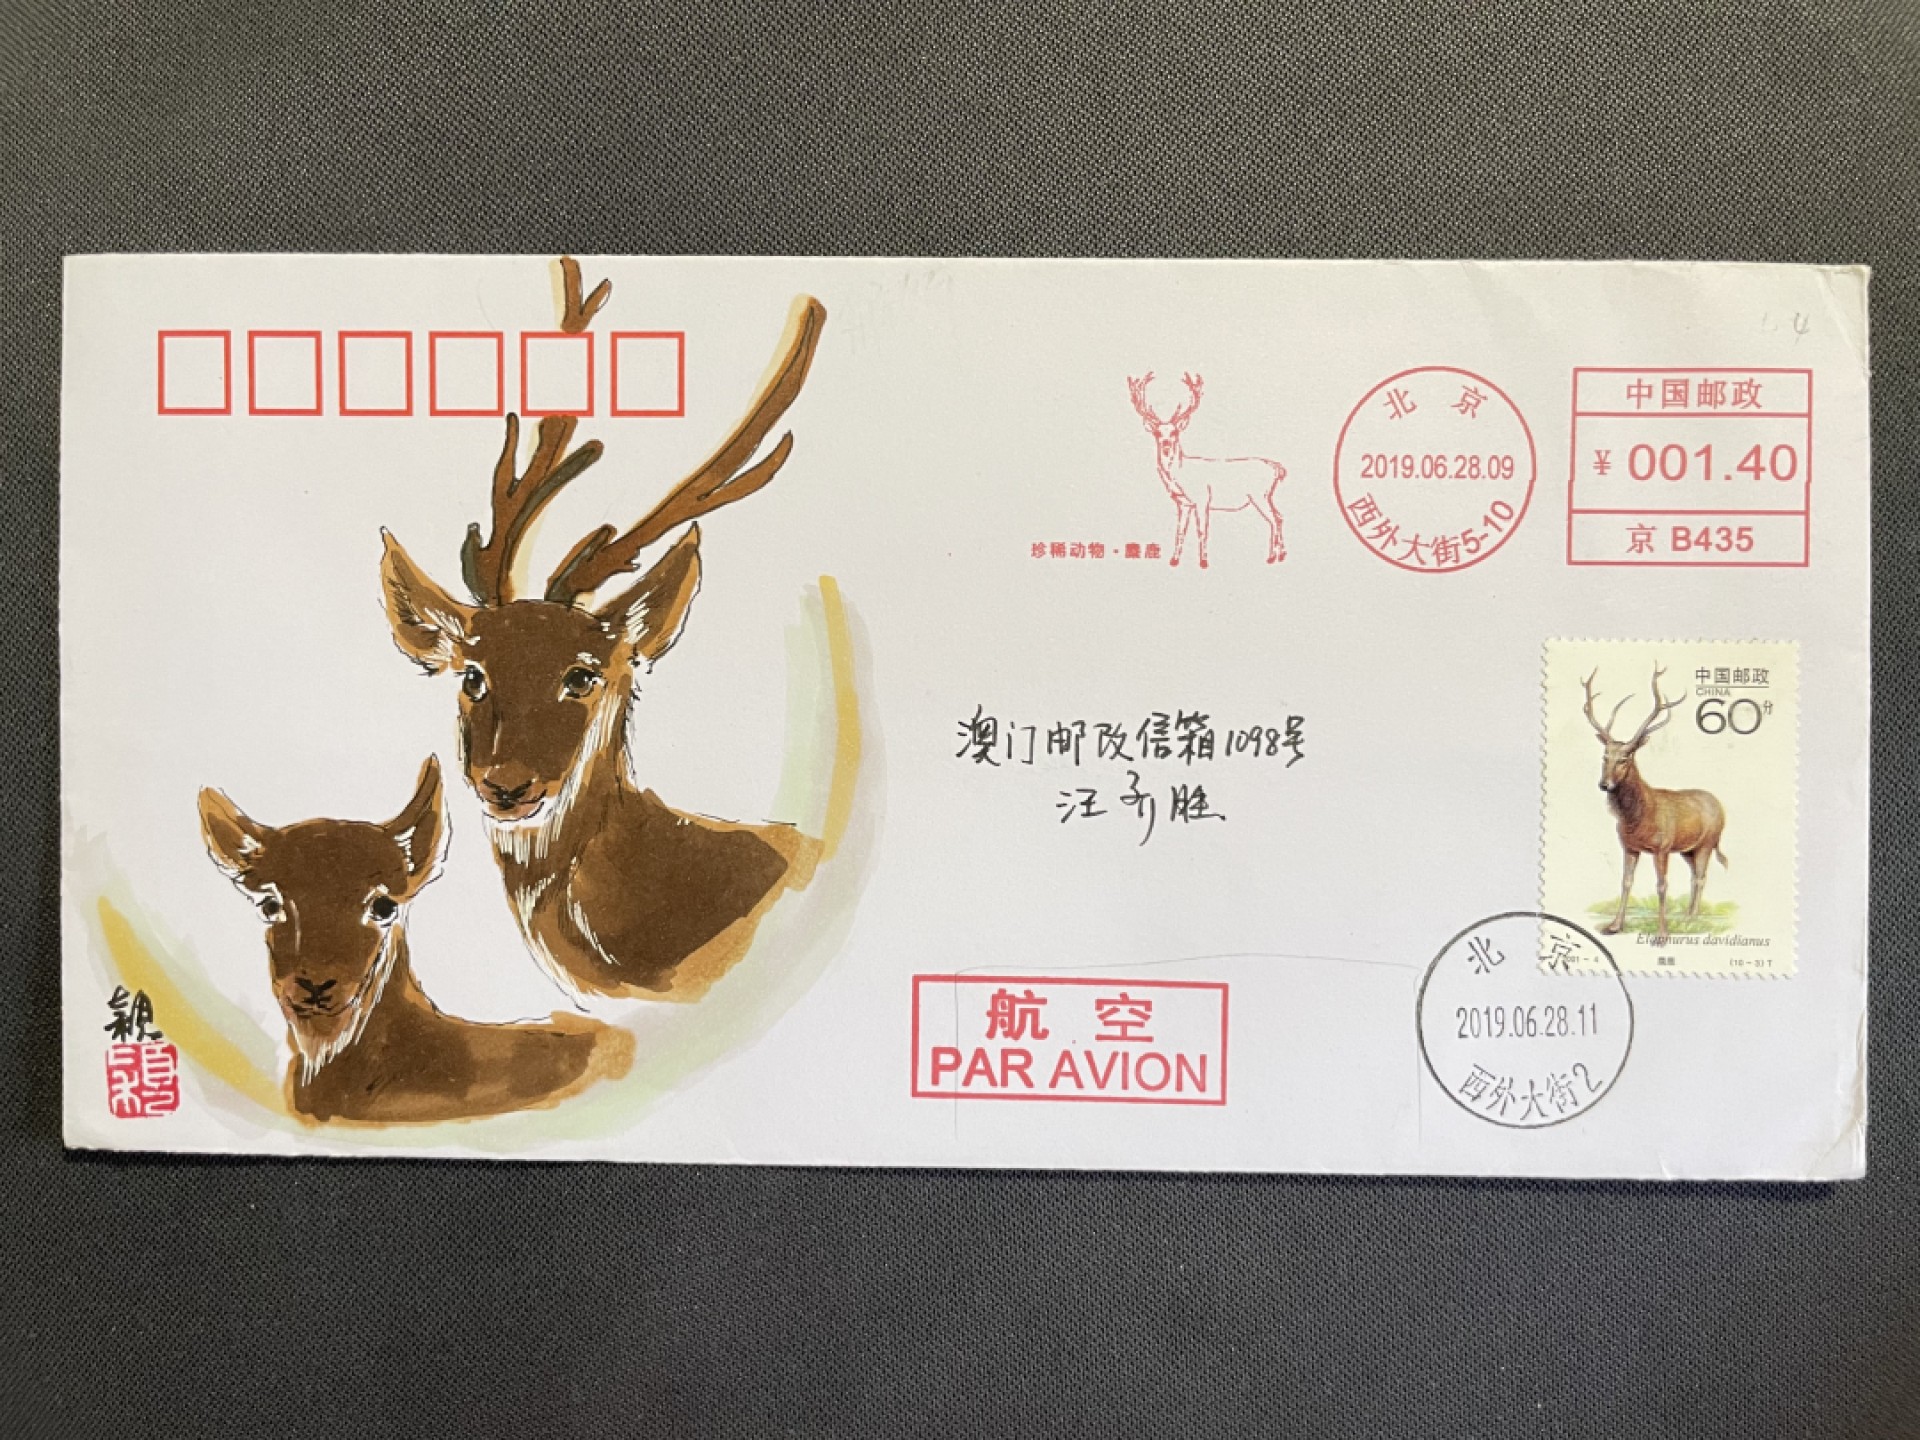 北京
2019.06.28.09
西外大街5-10
中国邮政
¥ 001.40
京 B435
珍稀动物·麋鹿
中国邮政
CHINA
60分
澳门邮政信箱1098号
Elaphurus davidianus
麋鹿
(10-3)T
航空
PAR AVION
北京
2019.06.28.11
西外大街2
颖